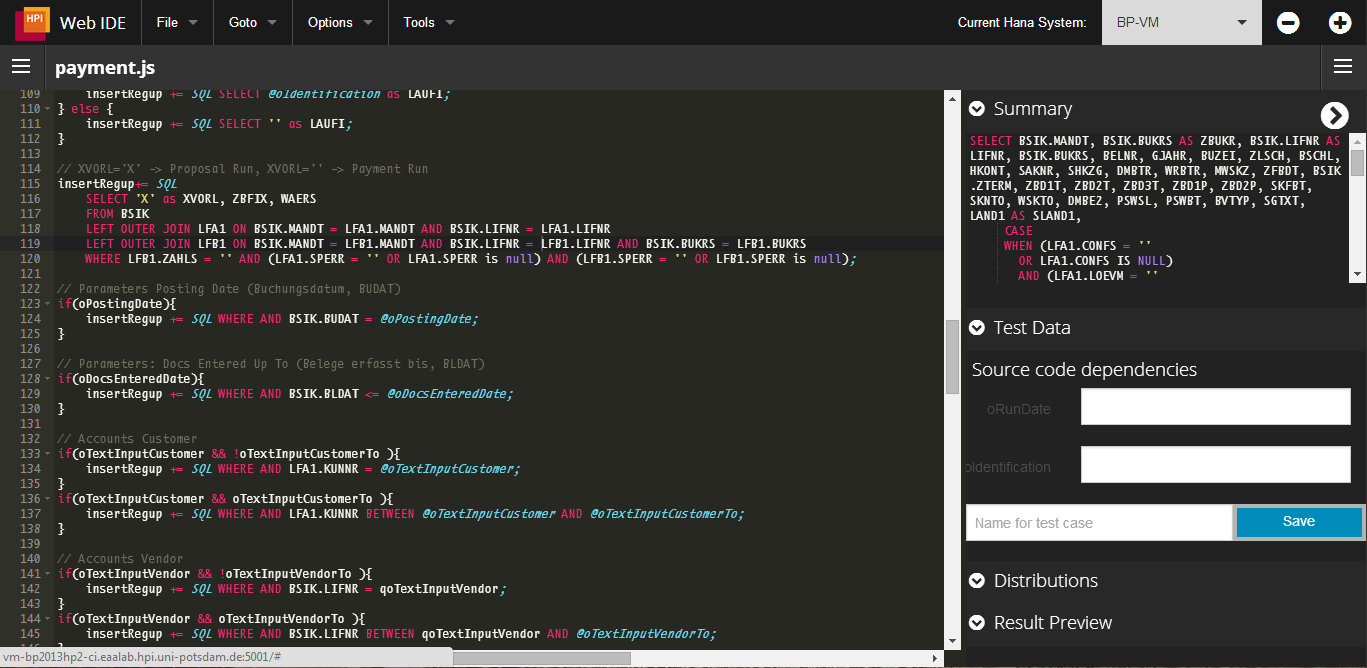 HPI Web IDE File Goto Options Tools Current Hana System: BP-VM
payment.js
109 insertRegup += SQL SELECT @oIdentification as LAUFI;
110 } else {
111 insertRegup += SQL SELECT '' as LAUFI;
112 }
113
114 // XVORL='X' -> Proposal Run, XVORL='' -> Payment Run
115 insertRegup+= SQL
116 SELECT 'X' as XVORL, ZBFIX, WAERS
117 FROM BSIK
118 LEFT OUTER JOIN LFA1 ON BSIK.MANDT = LFA1.MANDT AND BSIK.LIFNR = LFA1.LIFNR
119 LEFT OUTER JOIN LFB1 ON BSIK.MANDT = LFB1.MANDT AND BSIK.LIFNR = LFB1.LIFNR AND BSIK.BUKRS = LFB1.BUKRS
120 WHERE LFB1.ZAHLS = '' AND (LFA1.SPERR = '' OR LFA1.SPERR is null) AND (LFB1.SPERR = '' OR LFB1.SPERR is null);
121
122 // Parameters Posting Date (Buchungsdatum, BUDAT)
123 if(oPostingDate){
124 insertRegup += SQL WHERE AND BSIK.BUDAT = @oPostingDate;
125 }
126
127 // Parameters: Docs Entered Up To (Belege erfasst bis, BLDAT)
128 if(oDocsEnteredDate){
129 insertRegup += SQL WHERE AND BSIK.BLDAT <= @oDocsEnteredDate;
130 }
131
132 // Accounts Customer
133 if(oTextInputCustomer && !oTextInputCustomerTo ){
134 insertRegup += SQL WHERE AND LFA1.KUNNR = @oTextInputCustomer;
135 }
136 if(oTextInputCustomer && oTextInputCustomerTo ){
137 insertRegup += SQL WHERE AND LFA1.KUNNR BETWEEN @oTextInputCustomer AND @oTextInputCustomerTo;
138 }
139
140 // Accounts Vendor
141 if(oTextInputVendor && !oTextInputVendorTo ){
142 insertRegup += SQL WHERE AND BSIK.LIFNR = qoTextInputVendor;
143 }
144 if(oTextInputVendor && oTextInputVendorTo ){
145 insertRegup += SQL WHERE AND BSIK.LIFNR BETWEEN qoTextInputVendor AND @oTextInputVendorTo;
vm-bp2013hp2-ci.eaalab.hpi.uni-potsdam.de:5001/#
Summary
SELECT BSIK.MANDT, BSIK.BUKRS AS ZBUKR, BSIK.LIFNR AS
LIFNR, BSIK.BUKRS, BELNR, GJAHR, BUZEI, ZLSCH, BSCHL,
HKONT, SAKNR, SHKZG, DMBTR, WRBTR, MWSKZ, ZFBDT, BSIK
.ZTERM, ZBD1T, ZBD2T, ZBD3T, ZBD1P, ZBD2P, SKFBT,
SKNTO, WSKTO, DMBE2, PSWSL, PSWBT, BVTYP, SGTXT,
LAND1 AS SLAND1,
CASE
WHEN (LFA1.CONFS = ''
OR LFA1.CONFS IS NULL)
AND (LFA1.LOEVM = ''
Test Data
Source code dependencies
oRunDate
oIdentification
Name for test case Save
Distributions
Result Preview